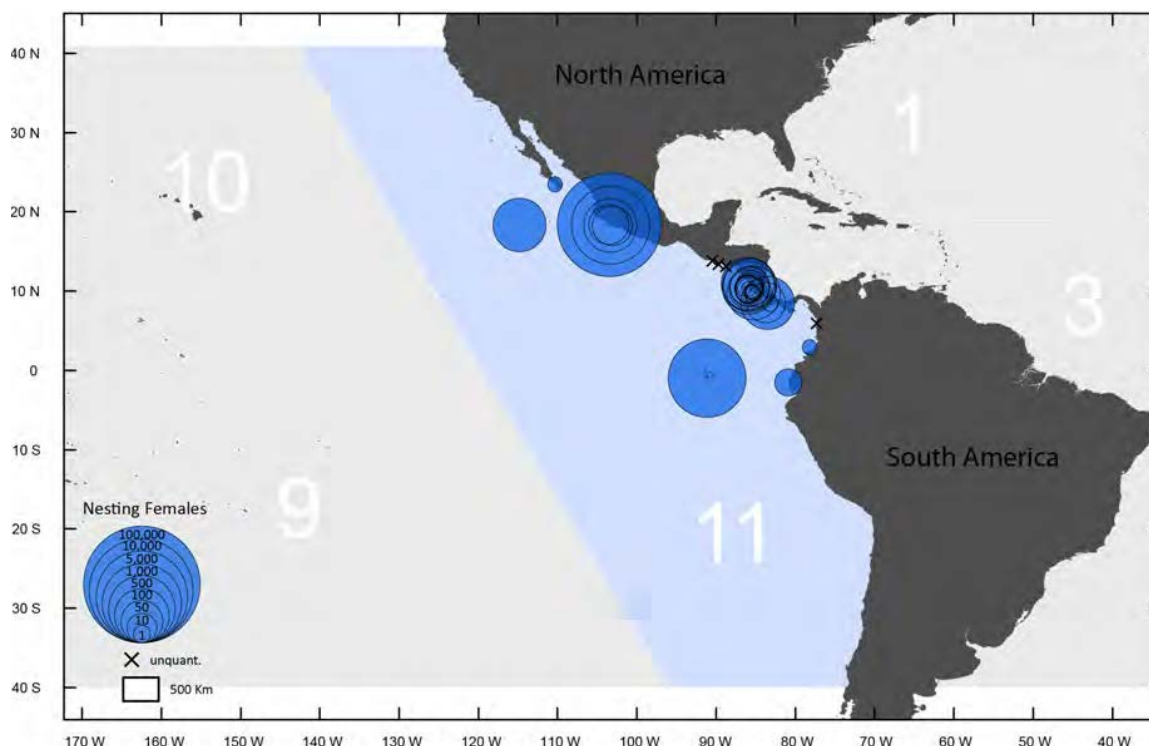 40 N
30 N
20 N
10 N
0
10 S
20 S
30 S
40 S
North America
1
10
3
South America
9
11
Nesting Females
100,000
10,000
5,000
1,000
500
100
50
10
1
unquant.
500 Km
170 W 160 W 150 W 140 W 130 W 120 W 110 W 100 W 90 W 80 W 70 W 60 W 50 W 40 W